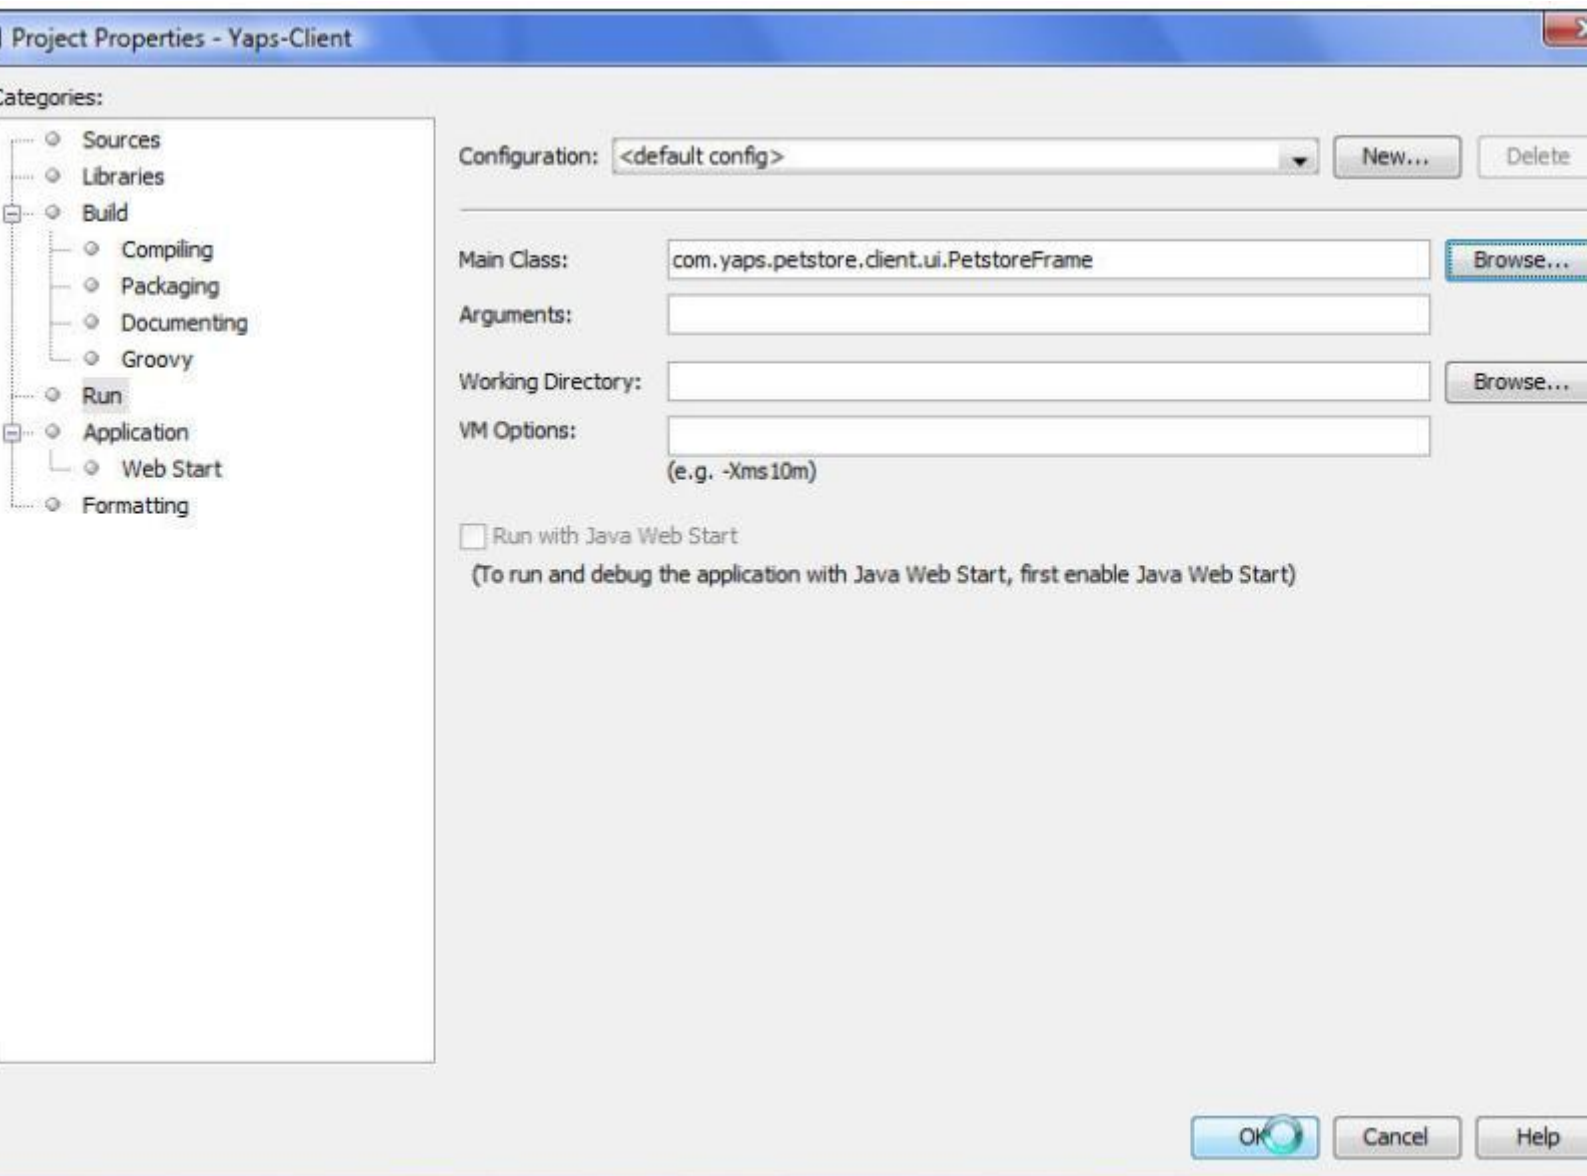 Project Properties - Yaps-Client
Categories:
Sources
Libraries
Build
Compiling
Packaging
Documenting
Groovy
Run
Application
Web Start
Formatting
Configuration: <default config> New... Delete
Main Class: com.yaps.petstore.client.ui.PetstoreFrame Browse...
Arguments:
Working Directory: Browse...
VM Options:
(e.g. -Xms10m)
Run with Java Web Start
(To run and debug the application with Java Web Start, first enable Java Web Start)
OK Cancel Help